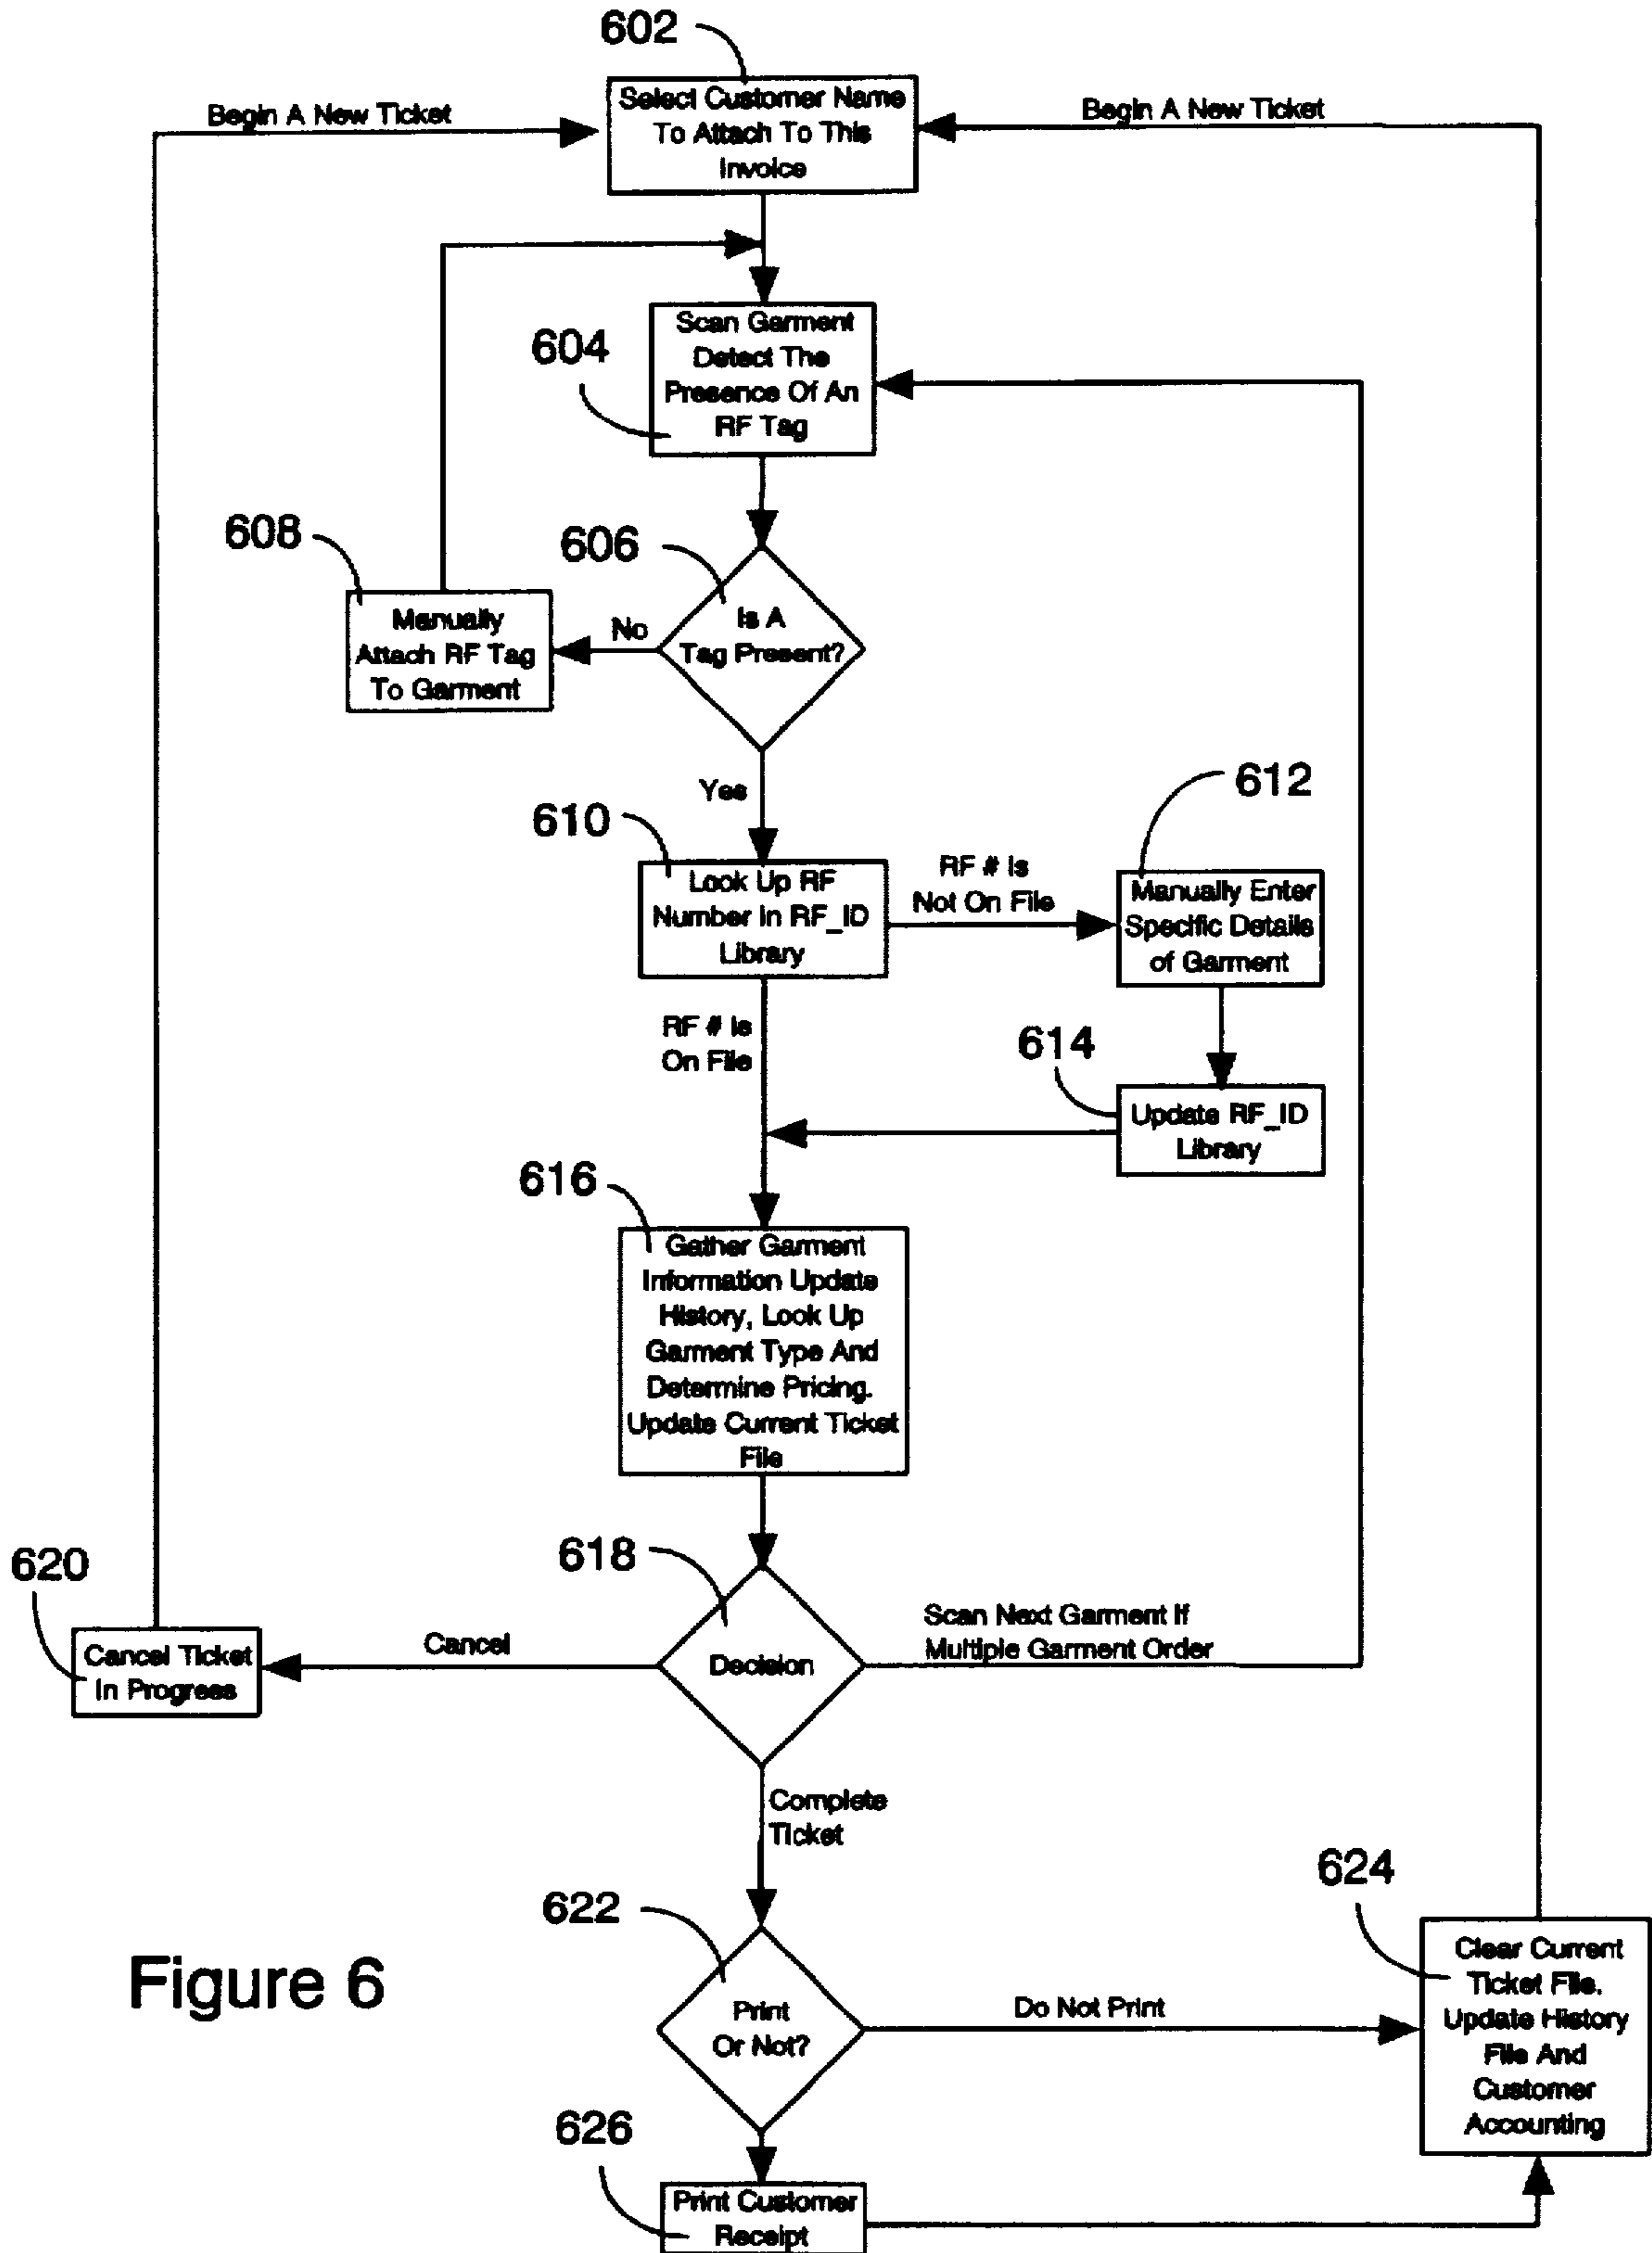 602
Select Customer Name
To Attach To This
Invoice
Begin A New Ticket
Begin A New Ticket
604
Scan Garment
Detect The
Presence Of An
RF Tag
606
Is A
Tag Present?
No
608
Manually
Attach RF Tag
To Garment
Yes
610
Look Up RF
Number in RF_ID
Library
RF # Is
Not On File
612
Manually Enter
Specific Details
of Garment
RF # Is
On File
614
Update RF_ID
Library
616
Gather Garment
Information Update
History, Look Up
Garment Type And
Determine Pricing.
Update Current Ticket
File
618
Decision
620
Cancel Ticket
In Progress
Cancel
Scan Next Garment If
Multiple Garment Order
Complete
Ticket
622
Print
Or Not?
Do Not Print
624
Clear Current
Ticket File.
Update History
File And
Customer
Accounting
626
Print Customer
Receipt
Figure 6